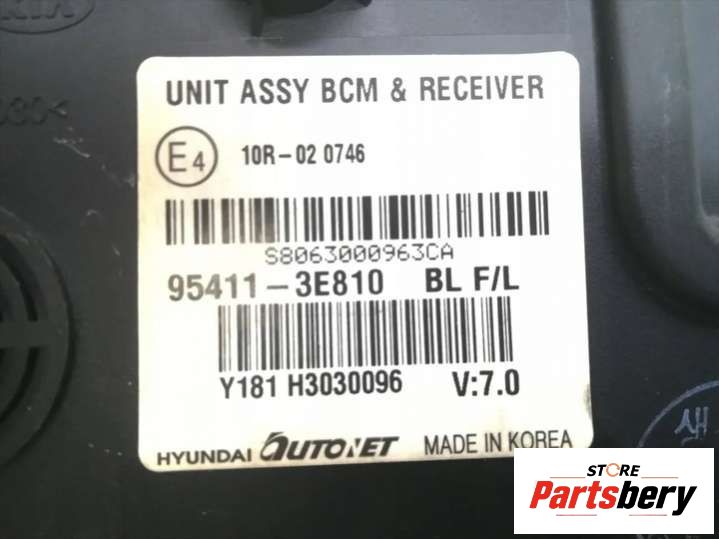 KIA
UNIT ASSY BCM & RECEIVER
E4 10R-02 0746
S8063000963CA
95411-3E810 BL F/L
Y181 H3030096 V:7.0
HYUNDAI AUTONET MADE IN KOREA
STORE
Partsbery